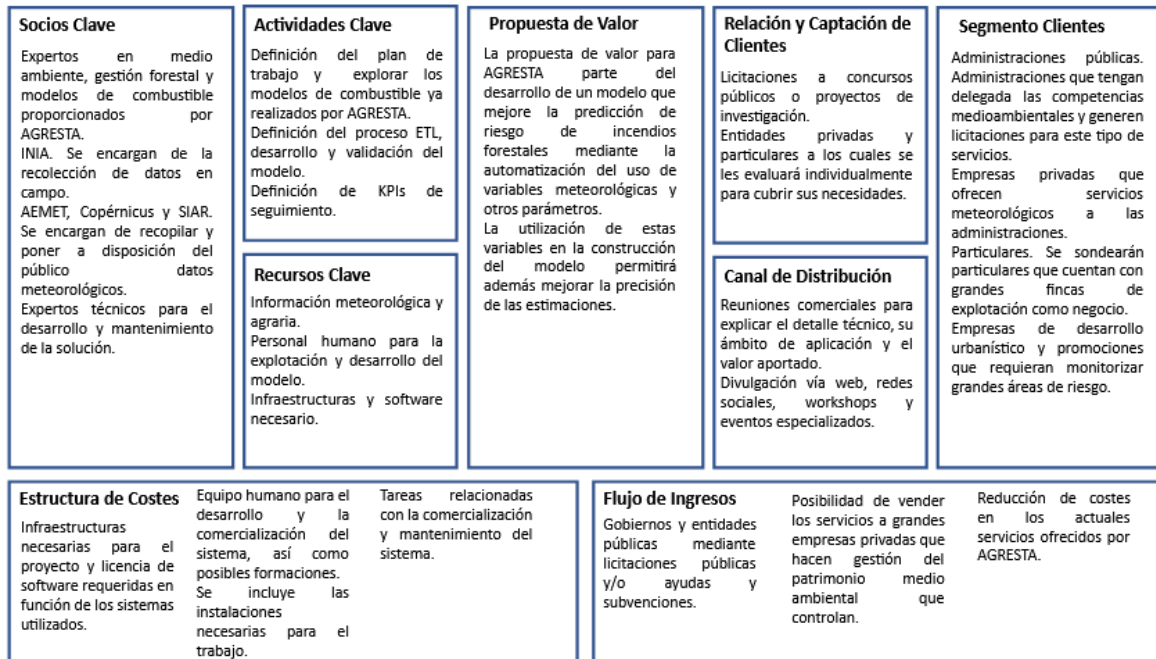 Socios Clave
Expertos en medio
ambiente, gestión forestal y
modelos de combustible
proporcionados por
AGRESTA.
INIA. Se encargan de la
recolección de datos en
campo.
AEMET, Copérnicus y SIAR.
Se encargan de recopilar y
poner a disposición del
público datos
meteorológicos.
Expertos técnicos para el
desarrollo y mantenimiento
de la solución.
Actividades Clave
Definición del plan de
trabajo y explorar los
modelos de combustible ya
realizados por AGRESTA.
Definición del proceso ETL,
desarrollo y validación del
modelo.
Definición de KPIs de
seguimiento.
Recursos Clave
Información meteorológica y
agraria.
Personal humano para la
explotación y desarrollo del
modelo.
Infraestructuras y software
necesario.
Propuesta de Valor
La propuesta de valor para
AGRESTA parte del
desarrollo de un modelo que
mejore la predicción de
riesgo de incendios
forestales mediante la
automatización del uso de
variables meteorológicas y
otros parámetros.
La utilización de estas
variables en la construcción
del modelo permitirá
además mejorar la precisión
de las estimaciones.
Relación y Captación de
Clientes
Licitaciones a concursos
públicos o proyectos de
investigación.
Entidades privadas y
particulares a los cuales se
les evaluará individualmente
para cubrir sus necesidades.
Canal de Distribución
Reuniones comerciales para
explicar el detalle técnico, su
ámbito de aplicación y el
valor aportado.
Divulgación vía web, redes
sociales, workshops y
eventos especializados.
Segmento Clientes
Administraciones públicas.
Administraciones que tengan
delegada las competencias
medioambientales y generen
licitaciones para este tipo de
servicios.
Empresas privadas que
ofrecen servicios
meteorológicos a las
administraciones.
Particulares. Se sondearán
particulares que cuentan con
grandes fincas de
explotación como negocio.
Empresas de desarrollo
urbanístico y promociones
que requieran monitorizar
grandes áreas de riesgo.
Estructura de Costes
Infraestructuras
necesarias para el
proyecto y licencia de
software requeridas en
función de los sistemas
utilizados.
Equipo humano para el
desarrollo y la
comercialización del
sistema, así como
posibles formaciones.
Se incluye las
instalaciones
necesarias para el
trabajo.
Tareas relacionadas
con la comercialización
y mantenimiento del
sistema.
Flujo de Ingresos
Gobiernos y entidades
públicas mediante
licitaciones públicas
y/o ayudas y
subvenciones.
Posibilidad de vender
los servicios a grandes
empresas privadas que
hacen gestión del
patrimonio medio
ambiental que
controlan.
Reducción de costes
en los actuales
servicios ofrecidos por
AGRESTA.